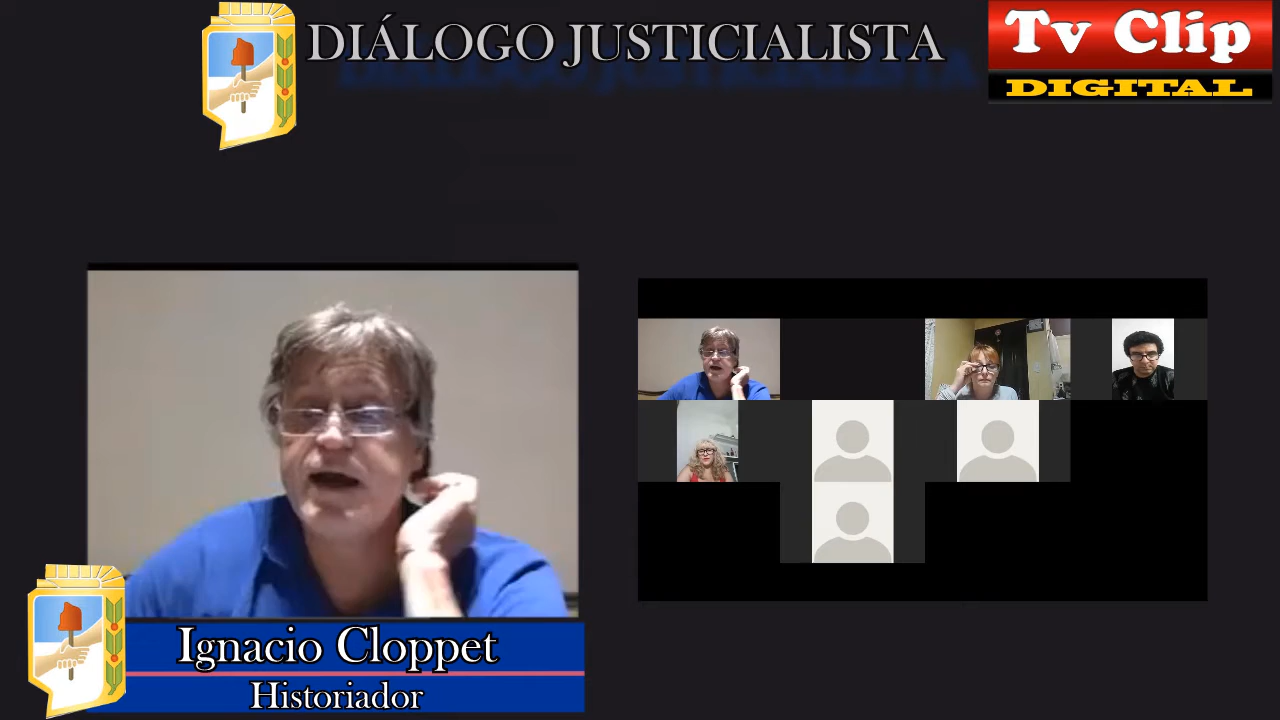 DIÁLOGO JUSTICIALISTA
Tv Clip
DIGITAL
Ignacio Cloppet
Historiador